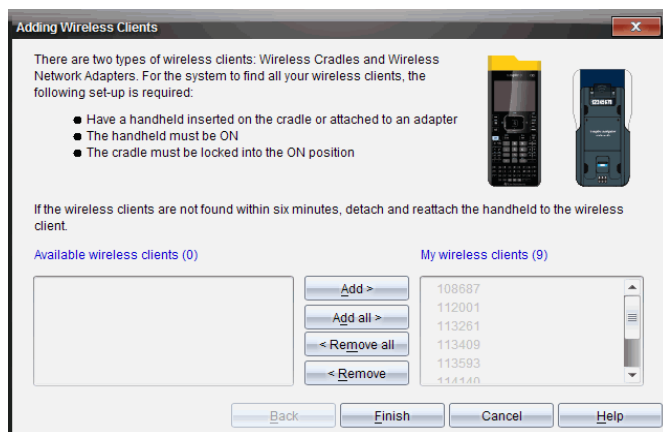 Adding Wireless Clients
There are two types of wireless clients: Wireless Cradles and Wireless
Network Adapters. For the system to find all your wireless clients, the
following set-up is required:
● Have a handheld inserted on the cradle or attached to an adapter
● The handheld must be ON
● The cradle must be locked into the ON position
If the wireless clients are not found within six minutes, detach and reattach the handheld to the wireless
client.
Available wireless clients (0)
My wireless clients (9)
Add >
Add all >
< Remove all
< Remove
108687
112001
113261
113409
113593
114140
Back
Finish
Cancel
Help